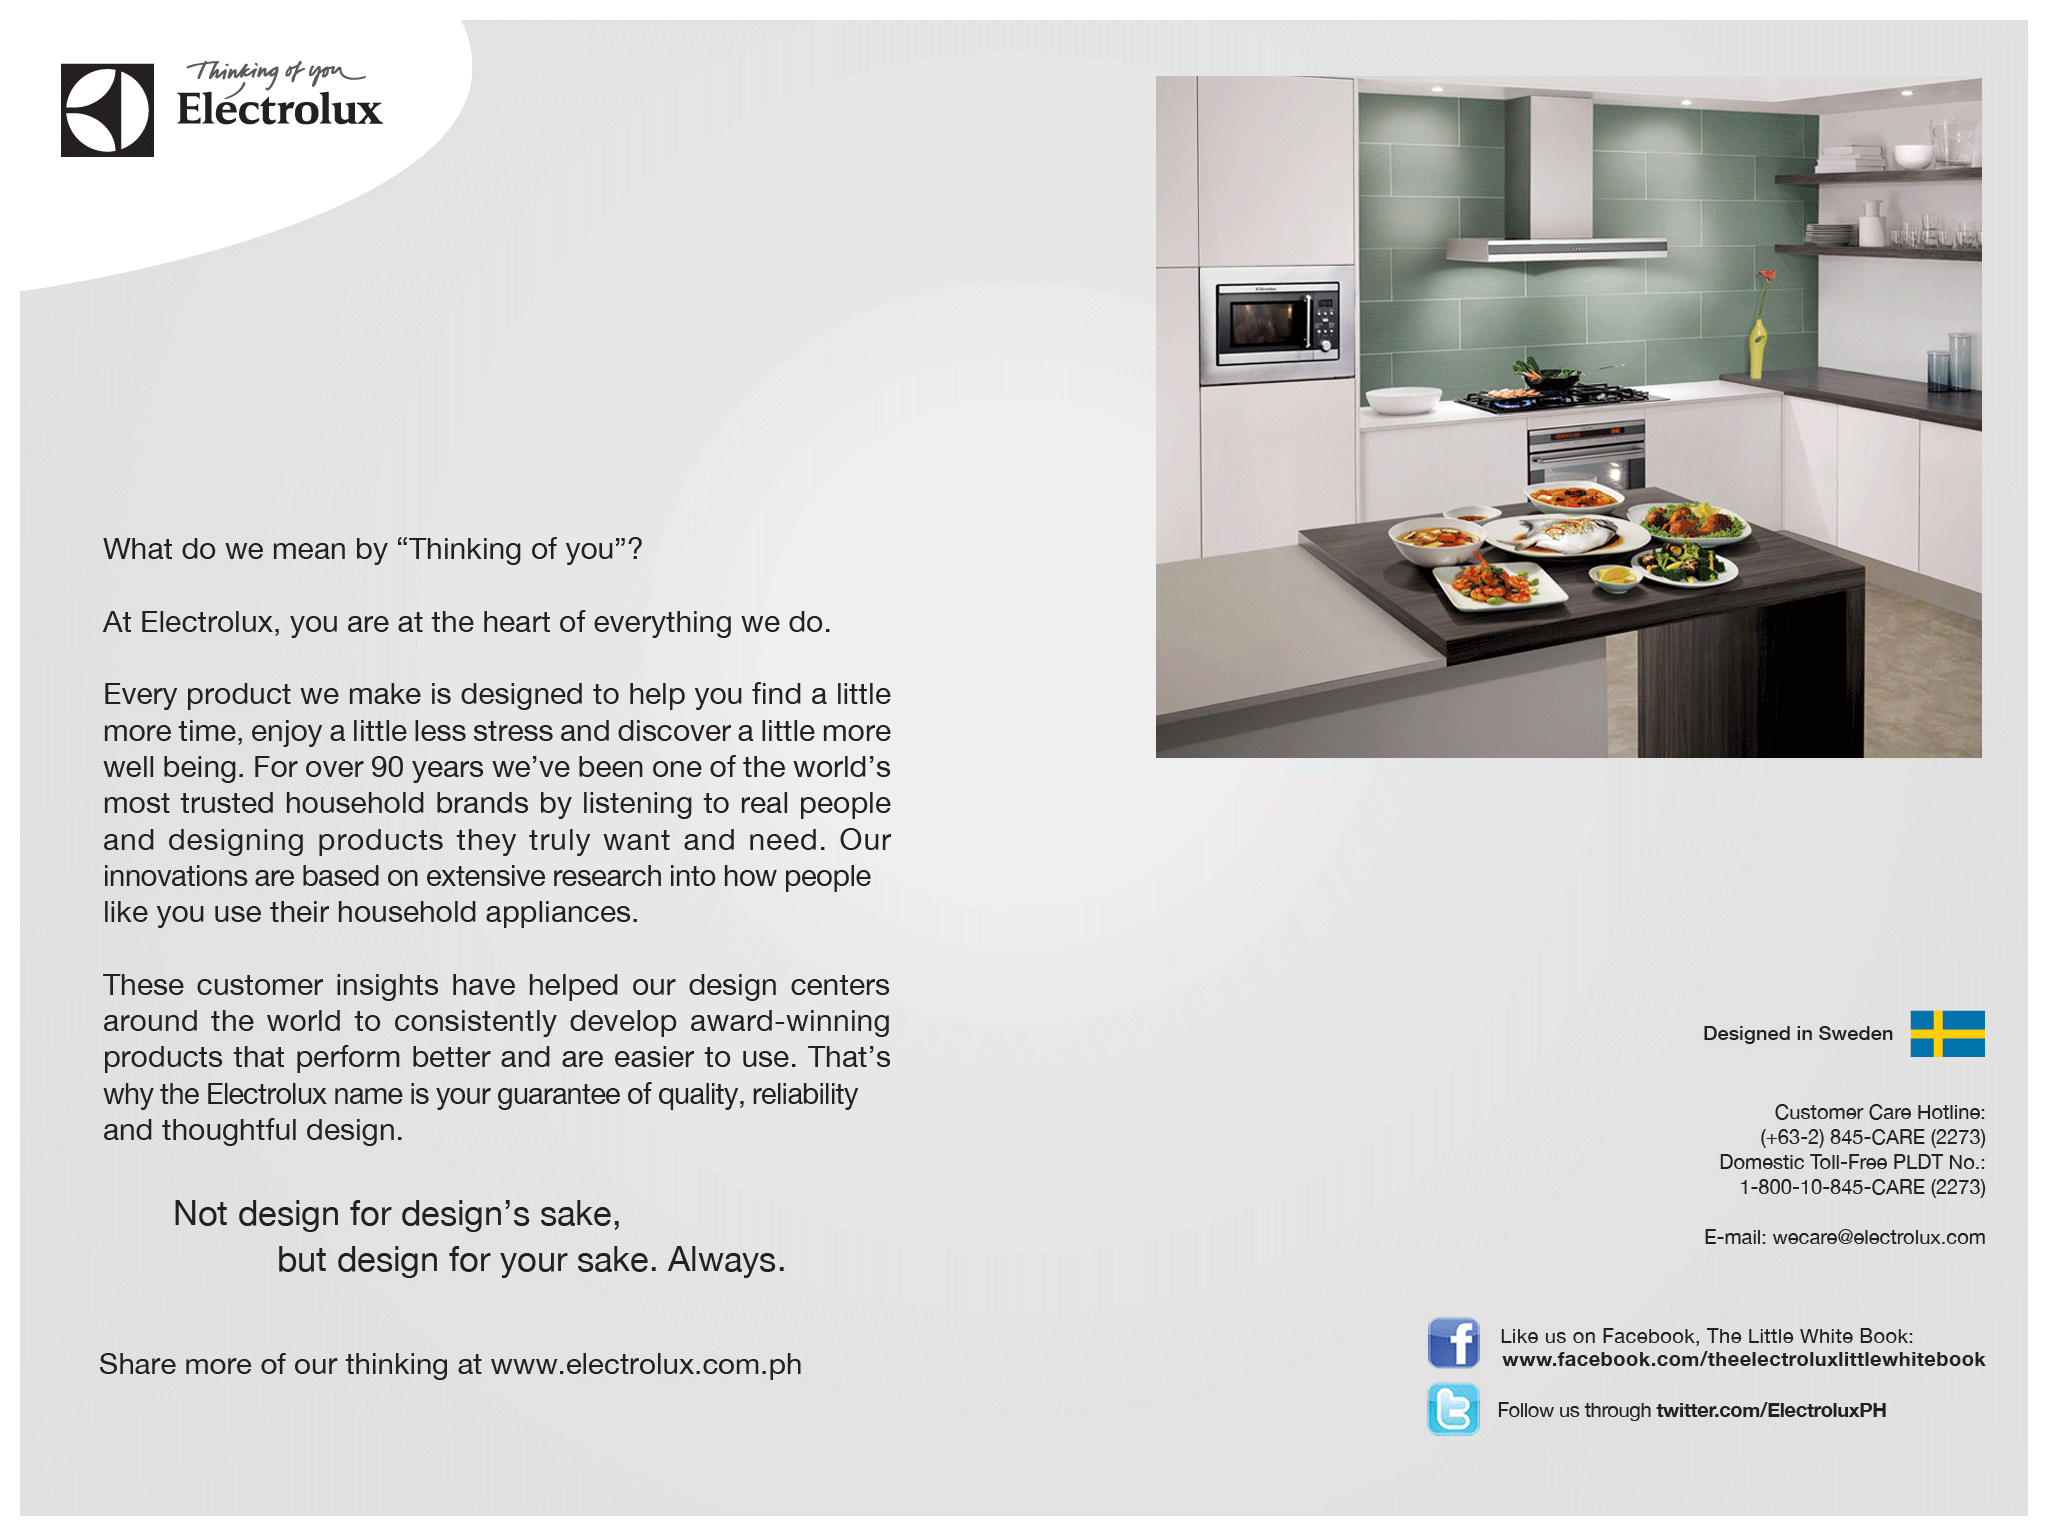 Thinking of you
Electrolux
What do we mean by “Thinking of you”?
At Electrolux, you are at the heart of everything we do.
Every product we make is designed to help you find a little
more time, enjoy a little less stress and discover a little more
well being. For over 90 years we’ve been one of the world’s
most trusted household brands by listening to real people
and designing products they truly want and need. Our
innovations are based on extensive research into how people
like you use their household appliances.
These customer insights have helped our design centers
around the world to consistently develop award-winning
products that perform better and are easier to use. That’s
why the Electrolux name is your guarantee of quality, reliability
and thoughtful design.
Not design for design’s sake,
but design for your sake. Always.
Share more of our thinking at www.electrolux.com.ph
Electrolux
Designed in Sweden
Customer Care Hotline:
(+63-2) 845-CARE (2273)
Domestic Toll-Free PLDT No.:
1-800-10-845-CARE (2273)
E-mail: wecare@electrolux.com
Like us on Facebook, The Little White Book:
www.facebook.com/theelectroluxlittlewhitebook
Follow us through twitter.com/ElectroluxPH